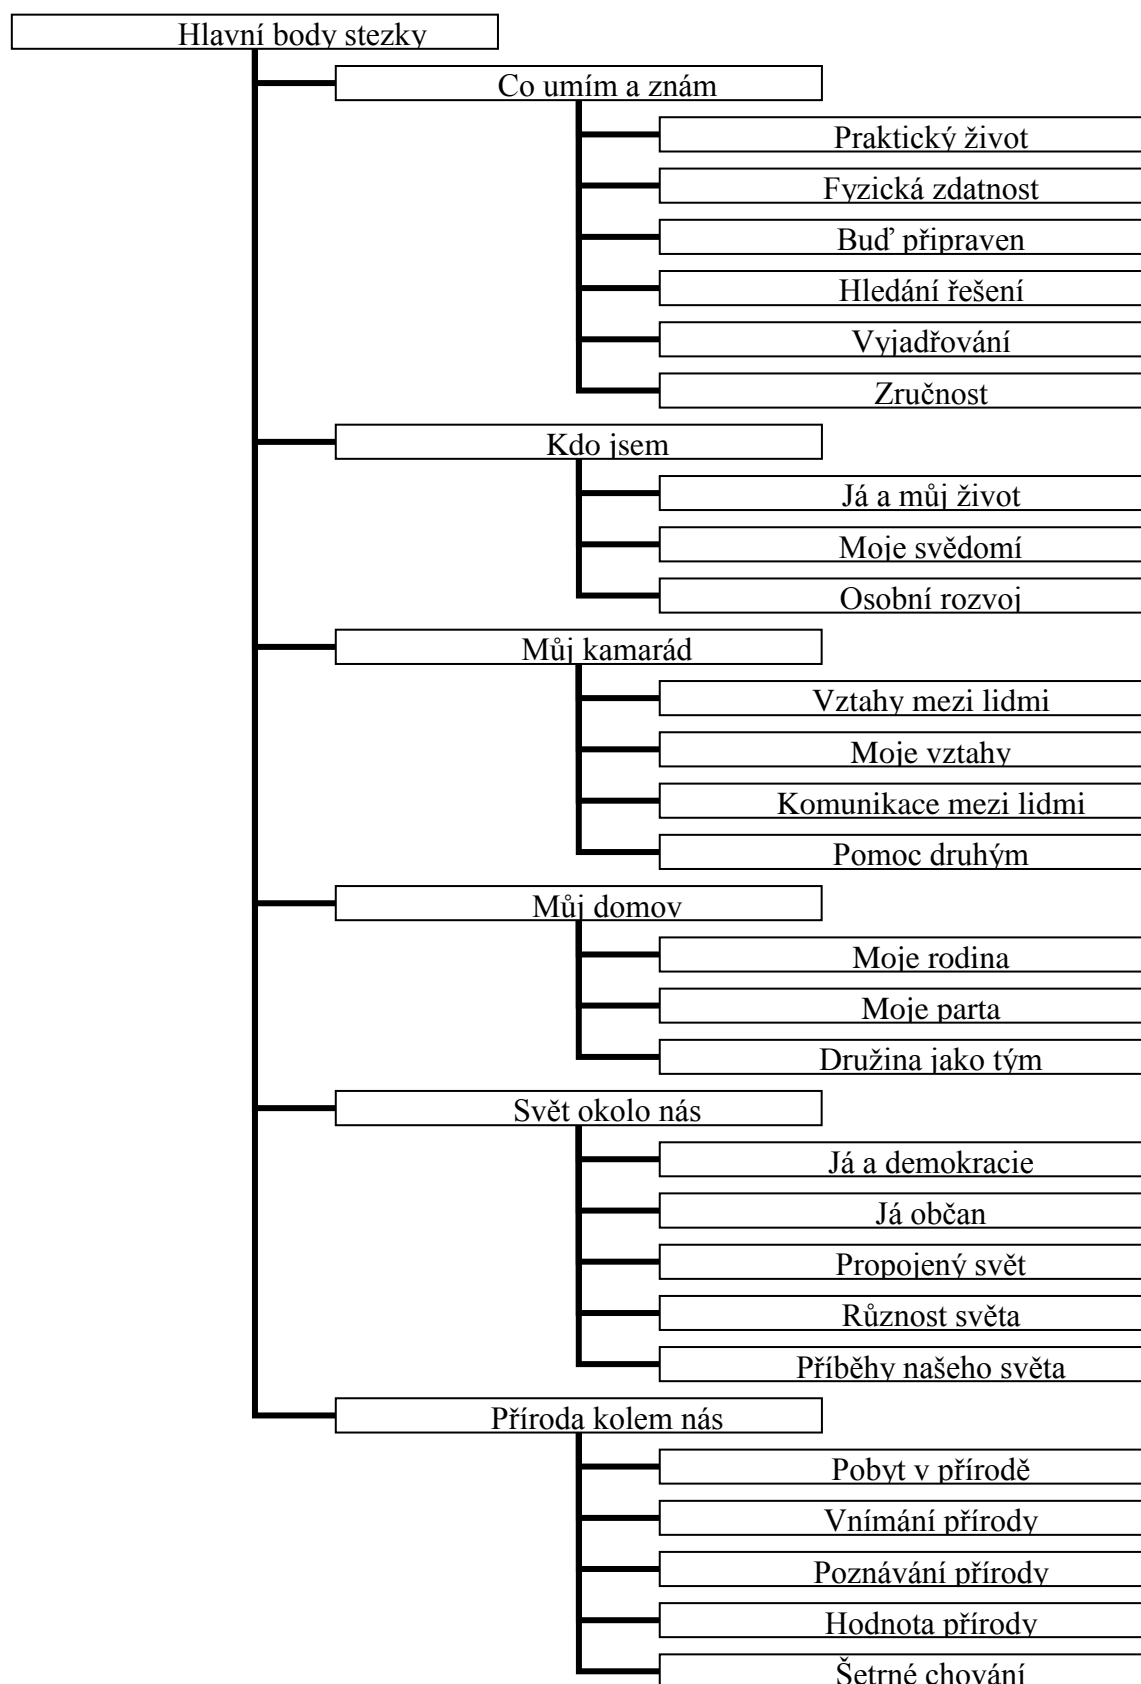 Hlavní body stezky
Co umím a znám
Praktický život
Fyzická zdatnost
Buď připraven
Hledání řešení
Vyjadřování
Zručnost
Kdo jsem
Já a můj život
Moje svědomí
Osobní rozvoj
Můj kamarád
Vztahy mezi lidmi
Moje vztahy
Komunikace mezi lidmi
Pomoc druhým
Můj domov
Moje rodina
Moje parta
Družina jako tým
Svět okolo nás
Já a demokracie
Já občan
Propojený svět
Různost světa
Příběhy našeho světa
Příroda kolem nás
Pobyt v přírodě
Vnímání přírody
Poznávání přírody
Hodnota přírody
Šetrné chování